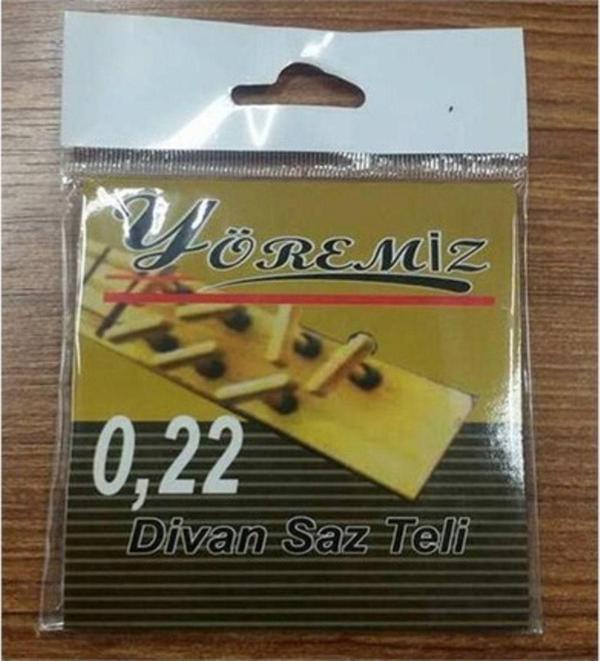 YÖREMİZ
0,22
Divan Saz Teli